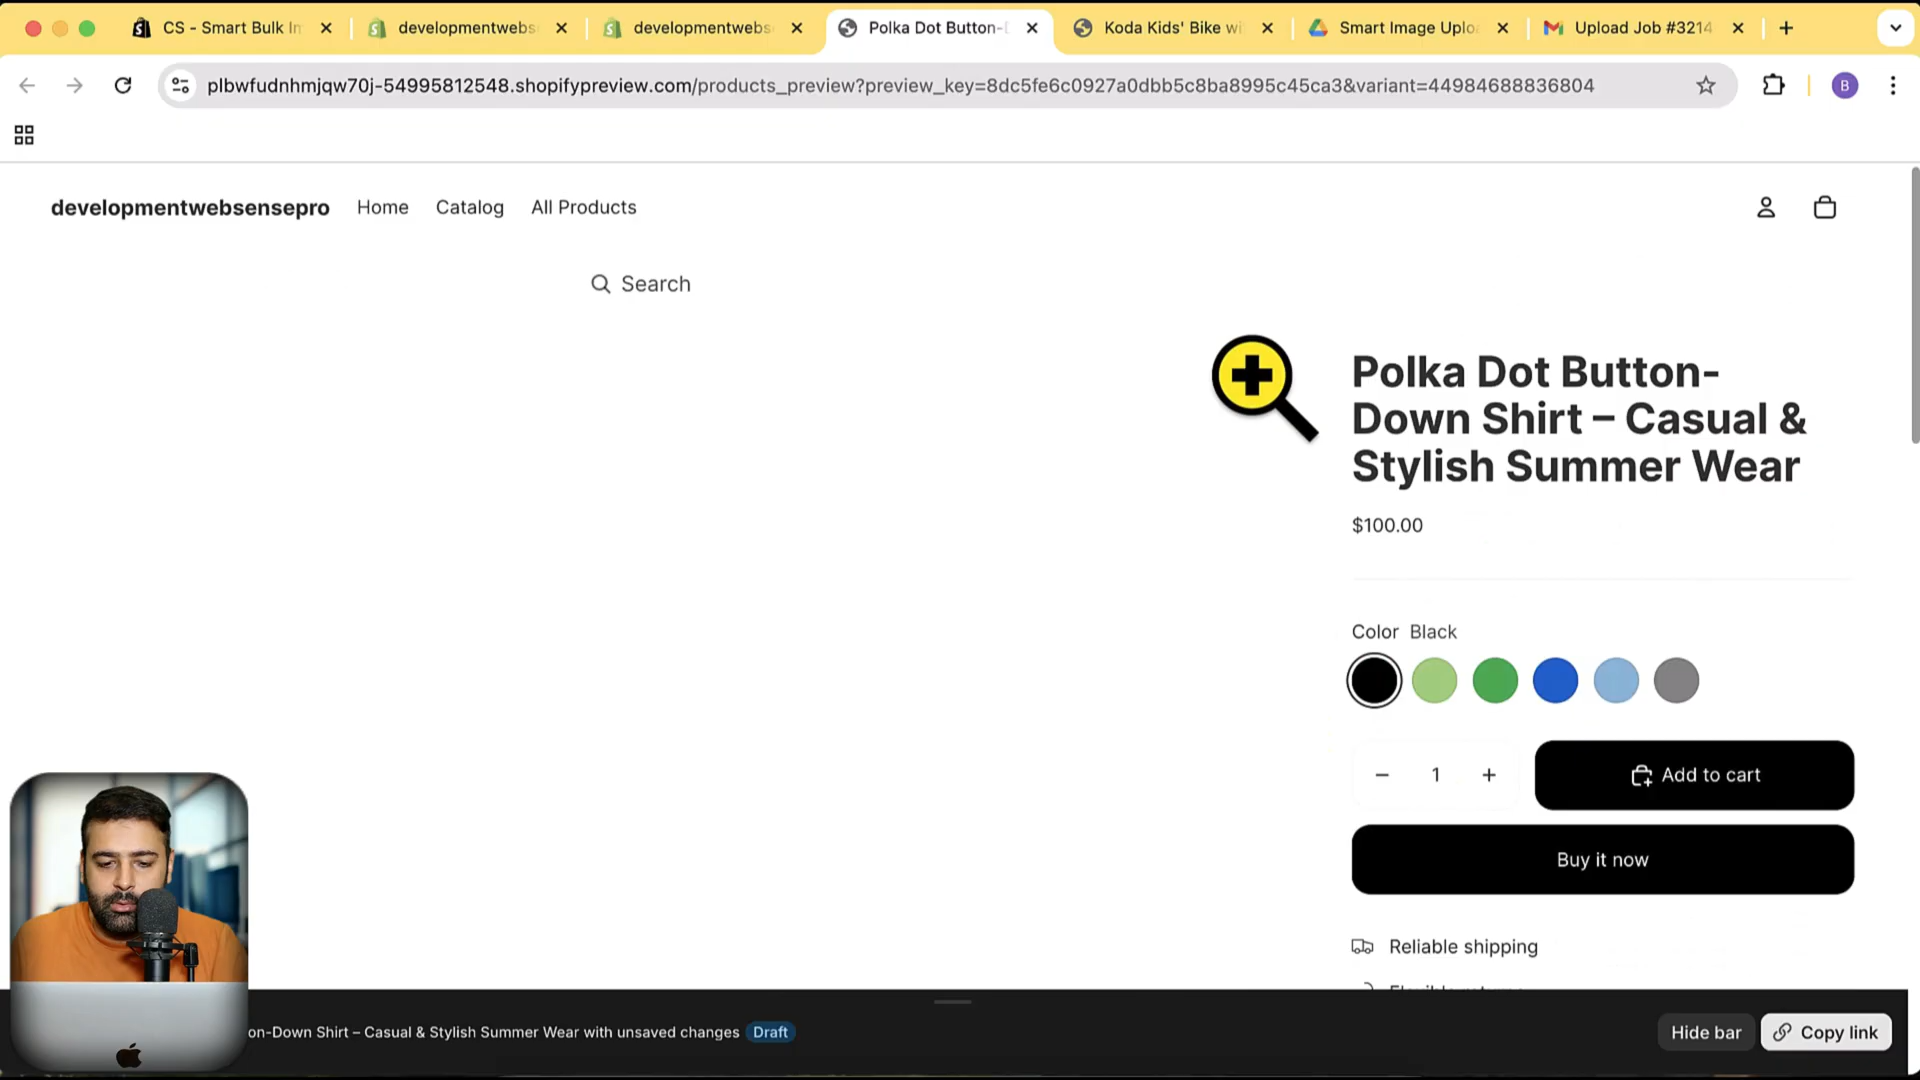 CS - Smart Bulk Im
developmentwebs
developmentwebs
Polka Dot Button-D
Koda Kids' Bike wi
Smart Image Uplo
Upload Job #3214
plbwfudnhmjqw70j-54995812548.shopifypreview.com/products_preview?preview_key=8dc5fe6c0927a0dbb5c8ba8995c45ca3&variant=44984688836804
B
developmentwebsensepro
Home
Catalog
All Products
Search
Polka Dot Button-
Down Shirt – Casual &
Stylish Summer Wear
$100.00
Color Black
1
Add to cart
Buy it now
Reliable shipping
on-Down Shirt – Casual & Stylish Summer Wear with unsaved changes
Draft
Hide bar
Copy link